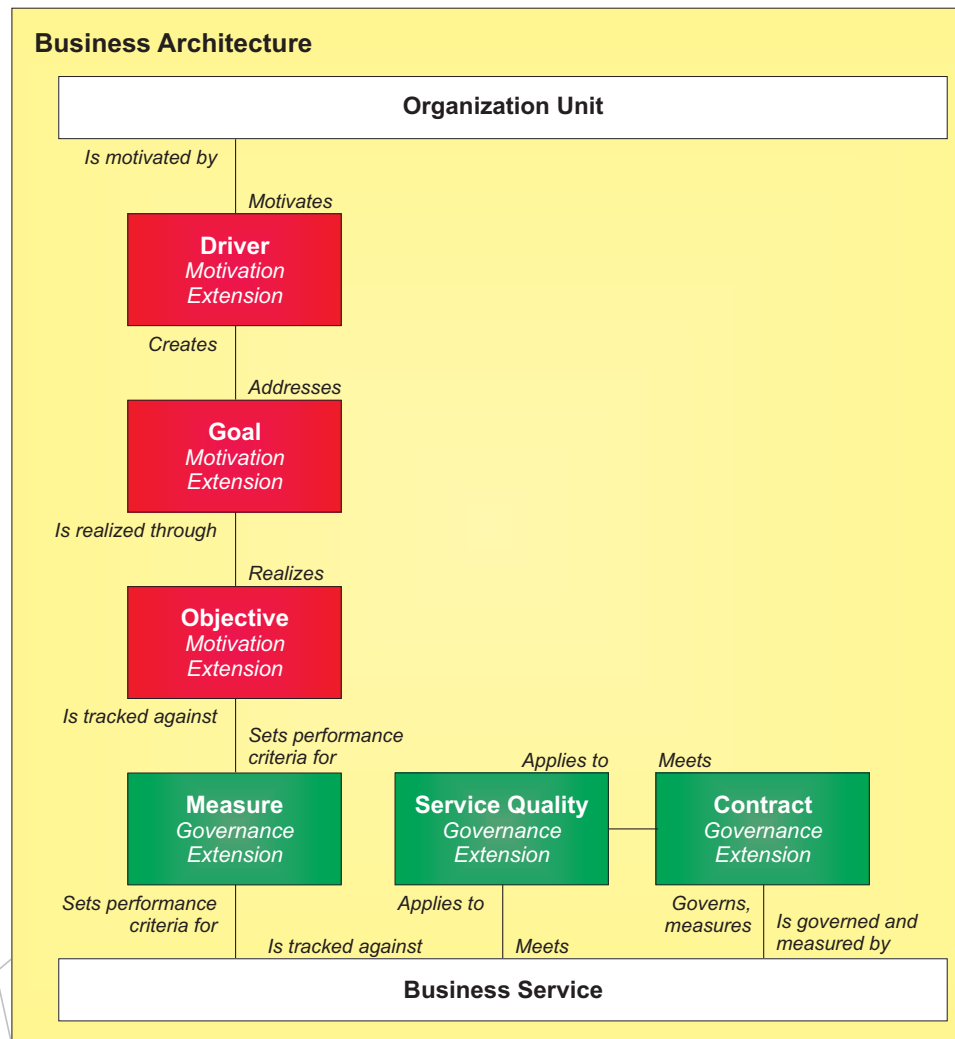 Business Architecture
Organization Unit
Is motivated by
Motivates
Driver
Motivation
Extension
Creates
Addresses
Goal
Motivation
Extension
Is realized through
Realizes
Objective
Motivation
Extension
Is tracked against
Sets performance
criteria for
Applies to
Meets
Measure
Governance
Extension
Service Quality
Governance
Extension
Contract
Governance
Extension
Sets performance
criteria for
Is tracked against
Applies to
Meets
Governs,
measures
Is governed and
measured by
Business Service